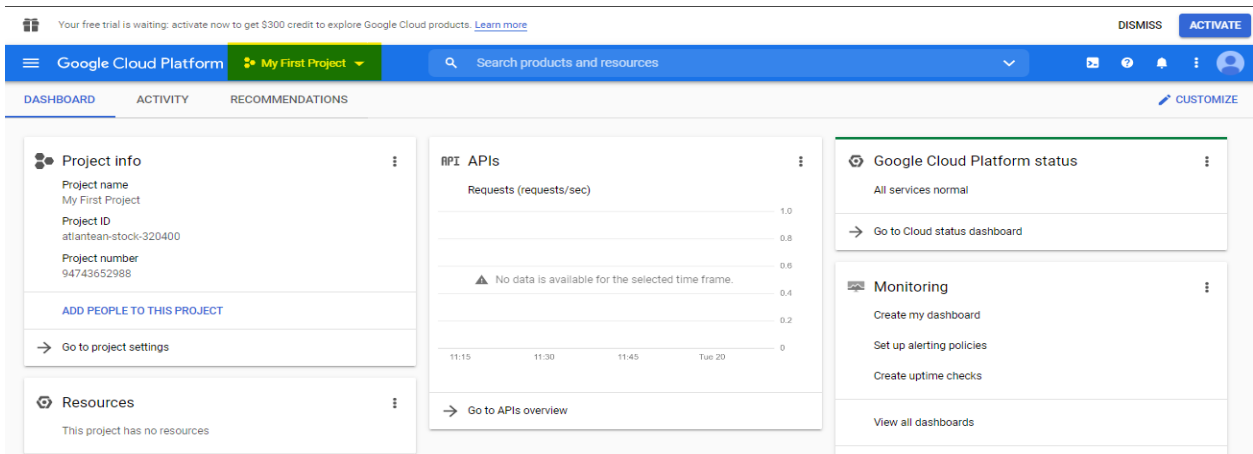 Your free trial is waiting: activate now to get $300 credit to explore Google Cloud products. Learn more
DISMISS
ACTIVATE
Google Cloud Platform
My First Project
Search products and resources
DASHBOARD
ACTIVITY
RECOMMENDATIONS
CUSTOMIZE
Project info
Project name
My First Project
Project ID
atlantean-stock-320400
Project number
94743652988
ADD PEOPLE TO THIS PROJECT
Go to project settings
Resources
This project has no resources
API APIs
Requests (requests/sec)
1.0
0.8
0.6
No data is available for the selected time frame.
0.4
0.2
0
11:15 11:30 11:45 Tue 20
Go to APIs overview
Google Cloud Platform status
All services normal
Go to Cloud status dashboard
Monitoring
Create my dashboard
Set up alerting policies
Create uptime checks
View all dashboards